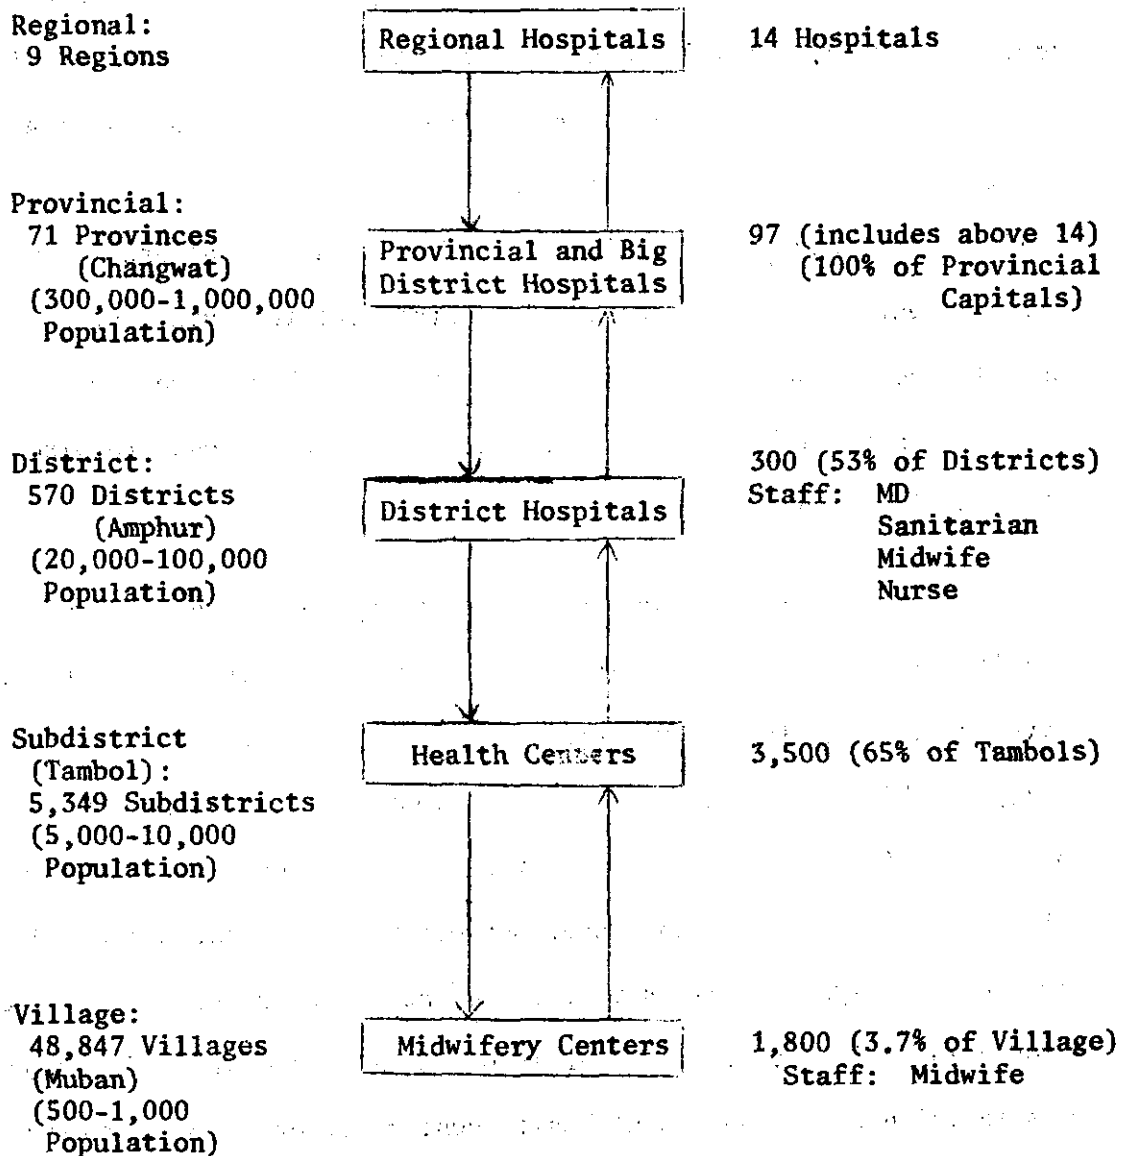 Regional:
9 Regions
Regional Hospitals
14 Hospitals
Provincial:
71 Provinces
(Changwat)
(300,000-1,000,000
Population)
Provincial and Big
District Hospitals
97 (includes above 14)
(100% of Provincial
Capitals)
District:
570 Districts
(Amphur)
(20,000-100,000
Population)
District Hospitals
300 (53% of Districts)
Staff: MD
Sanitarian
Midwife
Nurse
Subdistrict
(Tambol):
5,349 Subdistricts
(5,000-10,000
Population)
Health Centers
3,500 (65% of Tambols)
Village:
48,847 Villages
(Muban)
(500-1,000
Population)
Midwifery Centers
1,800 (3.7% of Village)
Staff: Midwife